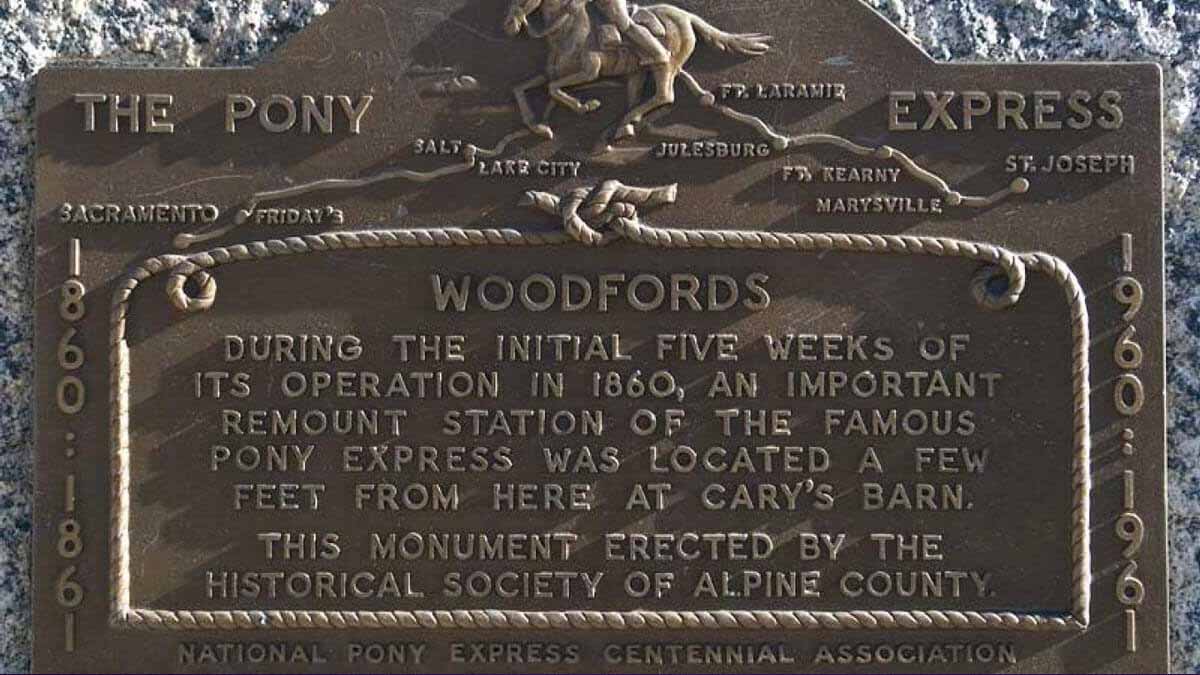 THE PONY EXPRESS
FT. LARAMIE
SALT
LAKE CITY
JULESBURG
FT. KEARNY
ST. JOSEPH
MARYSVILLE
SACRAMENTO
FRIDAY'S
1860::1861
1960::1961
WOODFORDS
DURING THE INITIAL FIVE WEEKS OF
ITS OPERATION IN 1860, AN IMPORTANT
REMOUNT STATION OF THE FAMOUS
PONY EXPRESS WAS LOCATED A FEW
FEET FROM HERE AT CARY'S BARN.
THIS MONUMENT ERECTED BY THE
HISTORICAL SOCIETY OF ALPINE COUNTY.
NATIONAL PONY EXPRESS CENTENNIAL ASSOCIATION